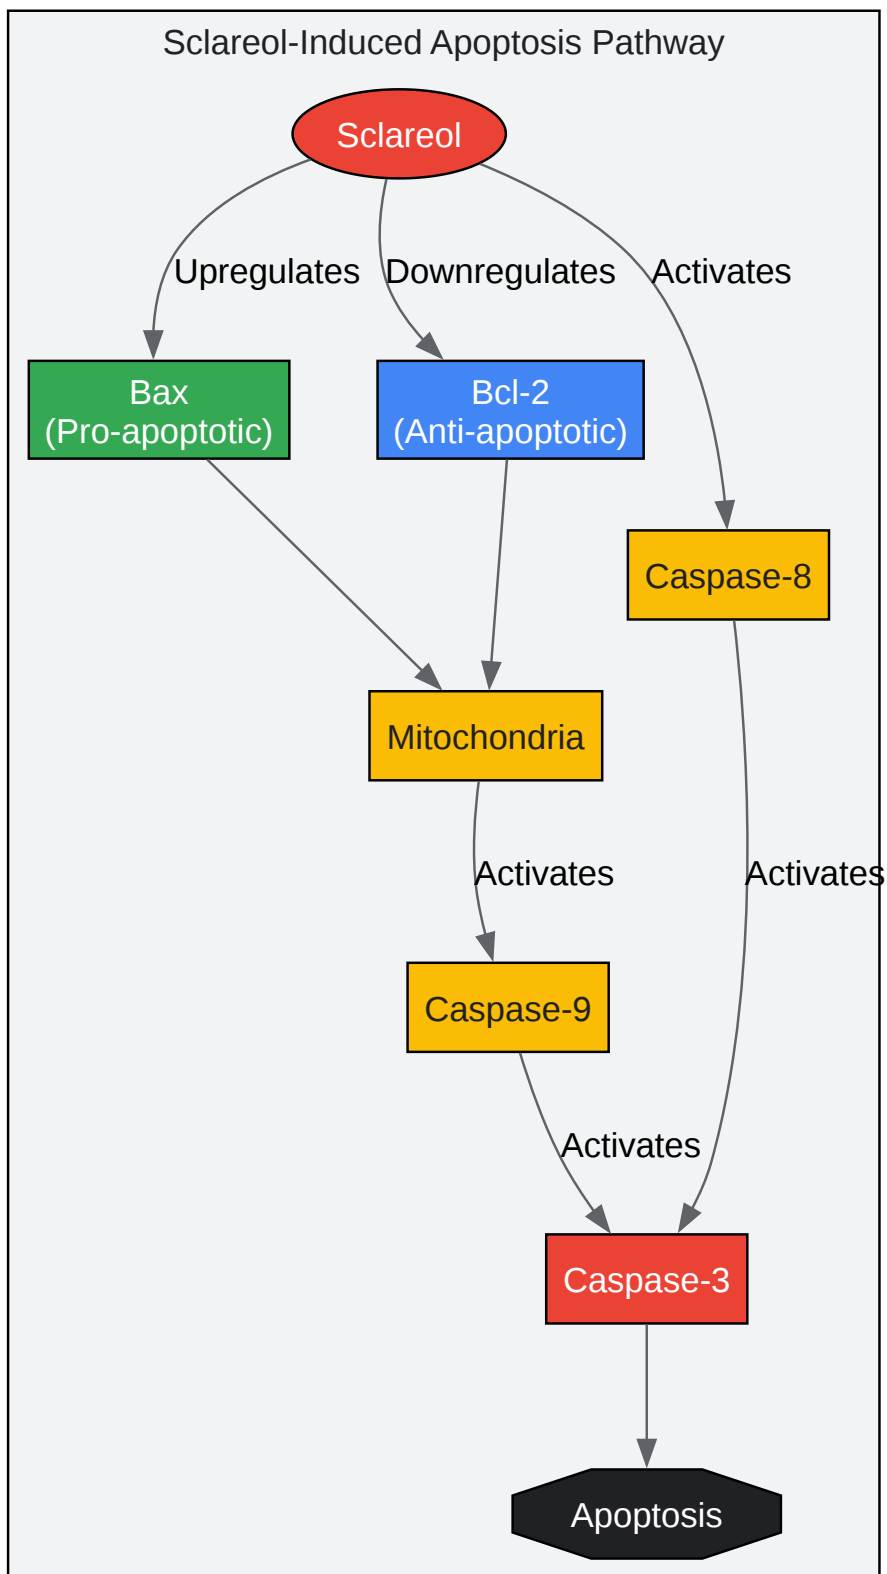 Sclareol-Induced Apoptosis Pathway
Sclareol
Upregulates
Downregulates
Activates
Bax
(Pro-apoptotic)
Bcl-2
(Anti-apoptotic)
Caspase-8
Mitochondria
Activates
Activates
Caspase-9
Activates
Caspase-3
Apoptosis